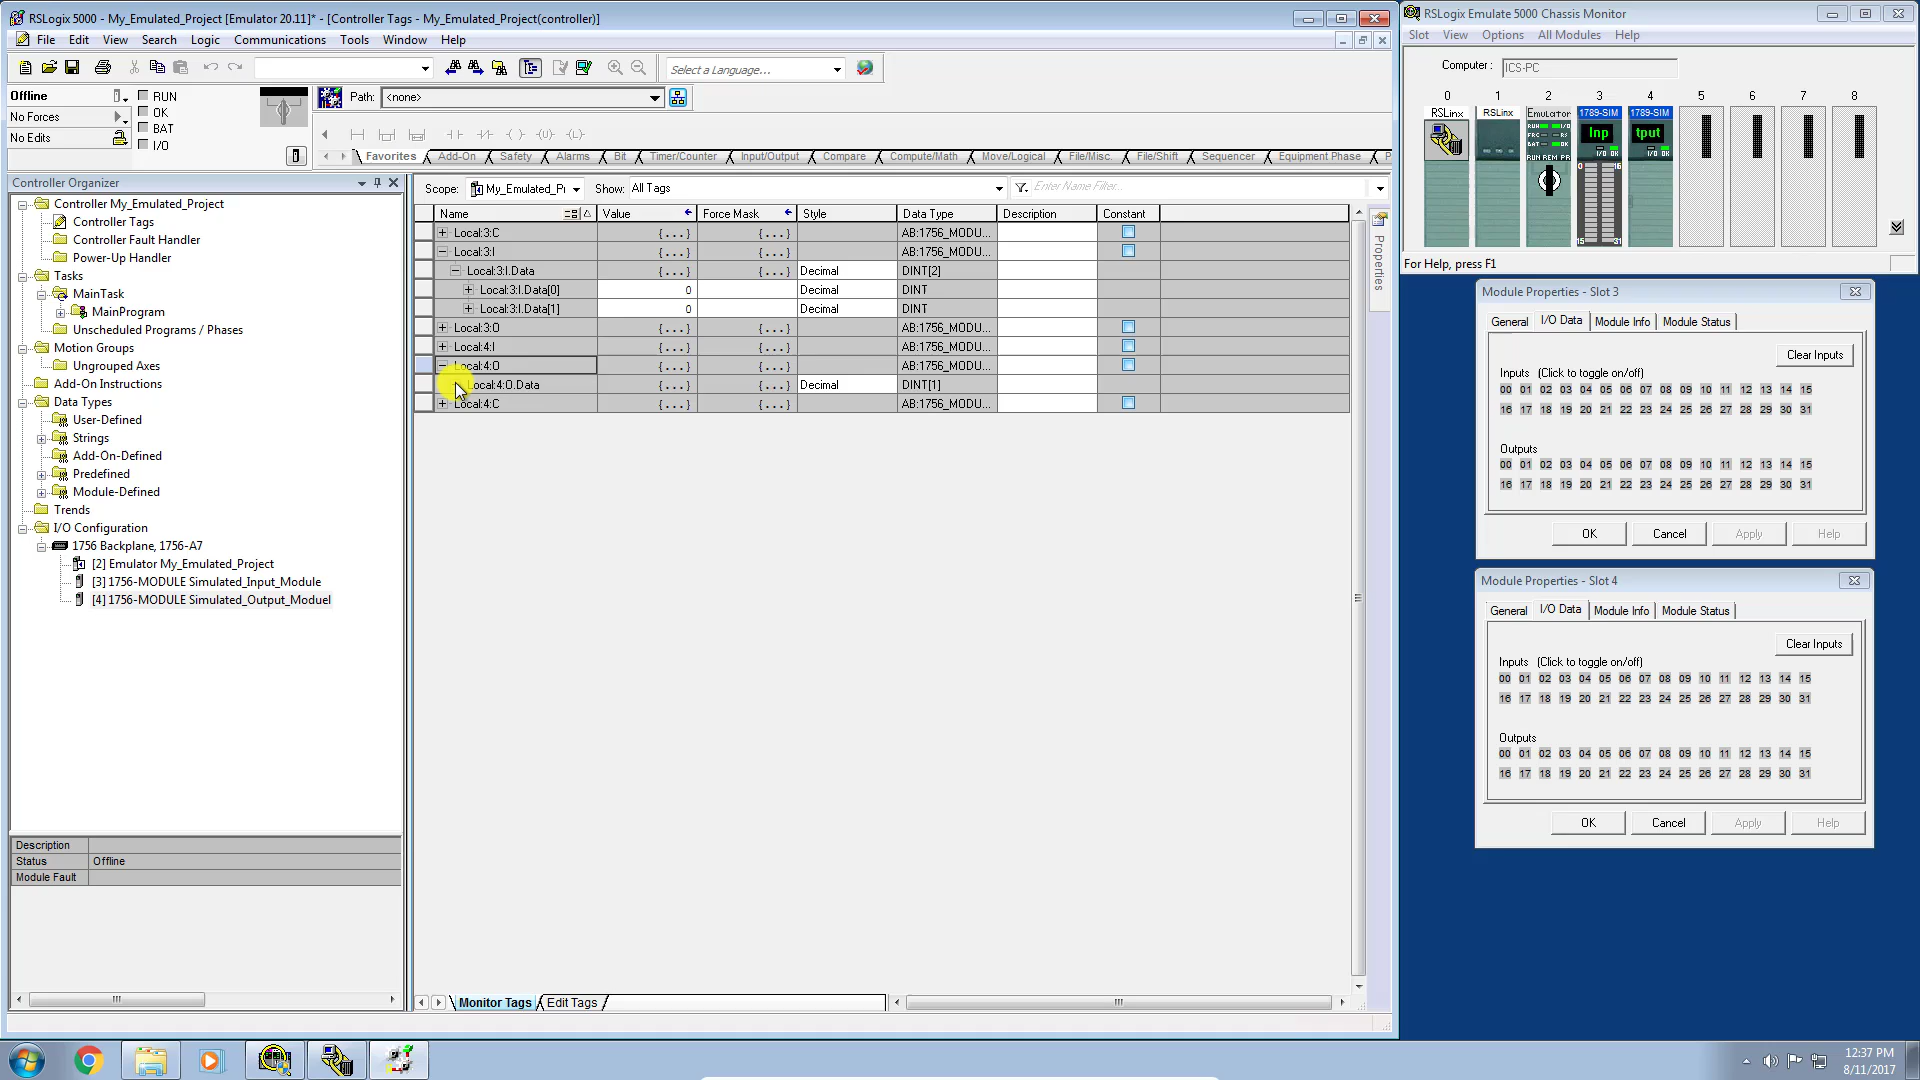 RSLogix 5000 - My_Emulated_Project [Emulator 20.11]* - [Controller Tags - My_Emulated_Project(controller)]
File Edit View Search Logic Communications Tools Window Help
Select a Language...
Offline
No Forces
No Edits
RUN
OK
BAT
I/O
Path: <none>
Favorites Add-On Safety Alarms Bit Timer/Counter Input/Output Compare Compute/Math Move/Logical File/Misc. File/Shift Sequencer Equipment Phase P
Controller Organizer
Controller My_Emulated_Project
Controller Tags
Controller Fault Handler
Power-Up Handler
Tasks
MainTask
MainProgram
Unscheduled Programs / Phases
Motion Groups
Ungrouped Axes
Add-On Instructions
Data Types
User-Defined
Strings
Add-On-Defined
Predefined
Module-Defined
Trends
I/O Configuration
1756 Backplane, 1756-A7
[2] Emulator My_Emulated_Project
[3] 1756-MODULE Simulated_Input_Module
[4] 1756-MODULE Simulated_Output_Moduel
Description
Status Offline
Module Fault
Scope: My_Emulated_Pr Show: All Tags Enter Name Filter...
Name Value Force Mask Style Data Type Description Constant
Local:3:C {...} {...} AB:1756_MODU...
Local:3:I {...} {...} AB:1756_MODU...
Local:3:I.Data {...} {...} Decimal DINT[2]
Local:3:I.Data[0] 0 Decimal DINT
Local:3:I.Data[1] 0 Decimal DINT
Local:3:O {...} {...} AB:1756_MODU...
Local:4:I {...} {...} AB:1756_MODU...
Local:4:O {...} {...} AB:1756_MODU...
Local:4:O.Data {...} {...} Decimal DINT[1]
Local:4:C {...} {...} AB:1756_MODU...
Properties
Monitor Tags Edit Tags
RSLogix Emulate 5000 Chassis Monitor
Slot View Options All Modules Help
Computer : ICS-PC
0 1 2 3 4 5 6 7 8
RSLinx RSLinx Emulator 1789-SIM 1789-SIM
Inp tput
RUN REM PR
For Help, press F1
Module Properties - Slot 3
General I/O Data Module Info Module Status
Clear Inputs
Inputs (Click to toggle on/off)
00 01 02 03 04 05 06 07 08 09 10 11 12 13 14 15
16 17 18 19 20 21 22 23 24 25 26 27 28 29 30 31
Outputs
00 01 02 03 04 05 06 07 08 09 10 11 12 13 14 15
16 17 18 19 20 21 22 23 24 25 26 27 28 29 30 31
OK Cancel Apply Help
Module Properties - Slot 4
General I/O Data Module Info Module Status
Clear Inputs
Inputs (Click to toggle on/off)
00 01 02 03 04 05 06 07 08 09 10 11 12 13 14 15
16 17 18 19 20 21 22 23 24 25 26 27 28 29 30 31
Outputs
00 01 02 03 04 05 06 07 08 09 10 11 12 13 14 15
16 17 18 19 20 21 22 23 24 25 26 27 28 29 30 31
OK Cancel Apply Help
12:37 PM
8/11/2017